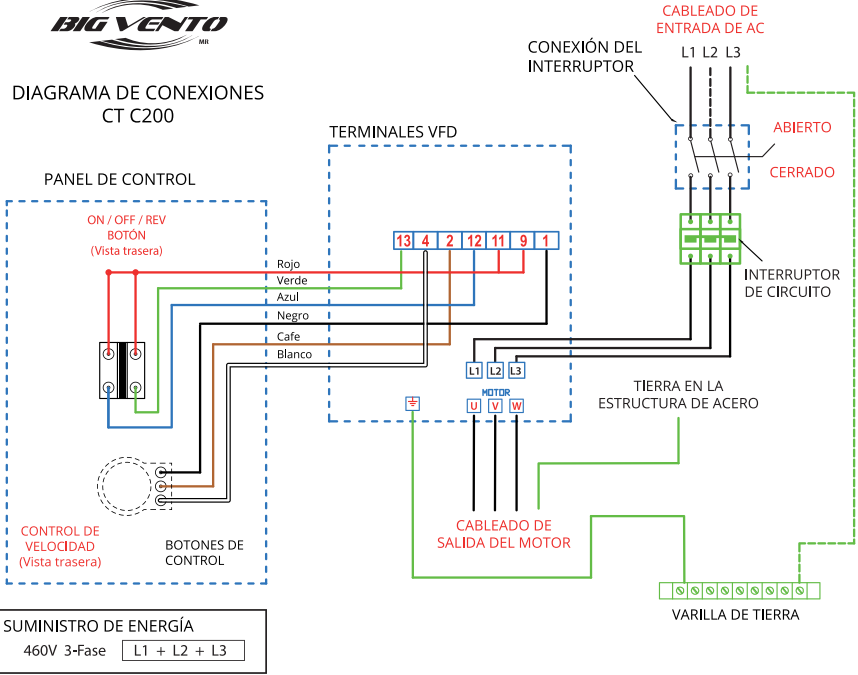 BIG VENTO
MR
DIAGRAMA DE CONEXIONES
CT C200
CABLEADO DE
ENTRADA DE AC
L1 L2 L3
CONEXIÓN DEL
INTERRUPTOR
ABIERTO
CERRADO
INTERRUPTOR
DE CIRCUITO
TERMINALES VFD
13 4 2 12 11 9 1
PANEL DE CONTROL
ON / OFF / REV
BOTÓN
(Vista trasera)
Rojo
Verde
Azul
Negro
Cafe
Blanco
L1 L2 L3
MOTOR
U V W
TIERRA EN LA
ESTRUCTURA DE ACERO
CABLEADO DE
SALIDA DEL MOTOR
CONTROL DE
VELOCIDAD
(Vista trasera)
BOTONES DE
CONTROL
VARILLA DE TIERRA
SUMINISTRO DE ENERGÍA
460V 3-Fase L1 + L2 + L3